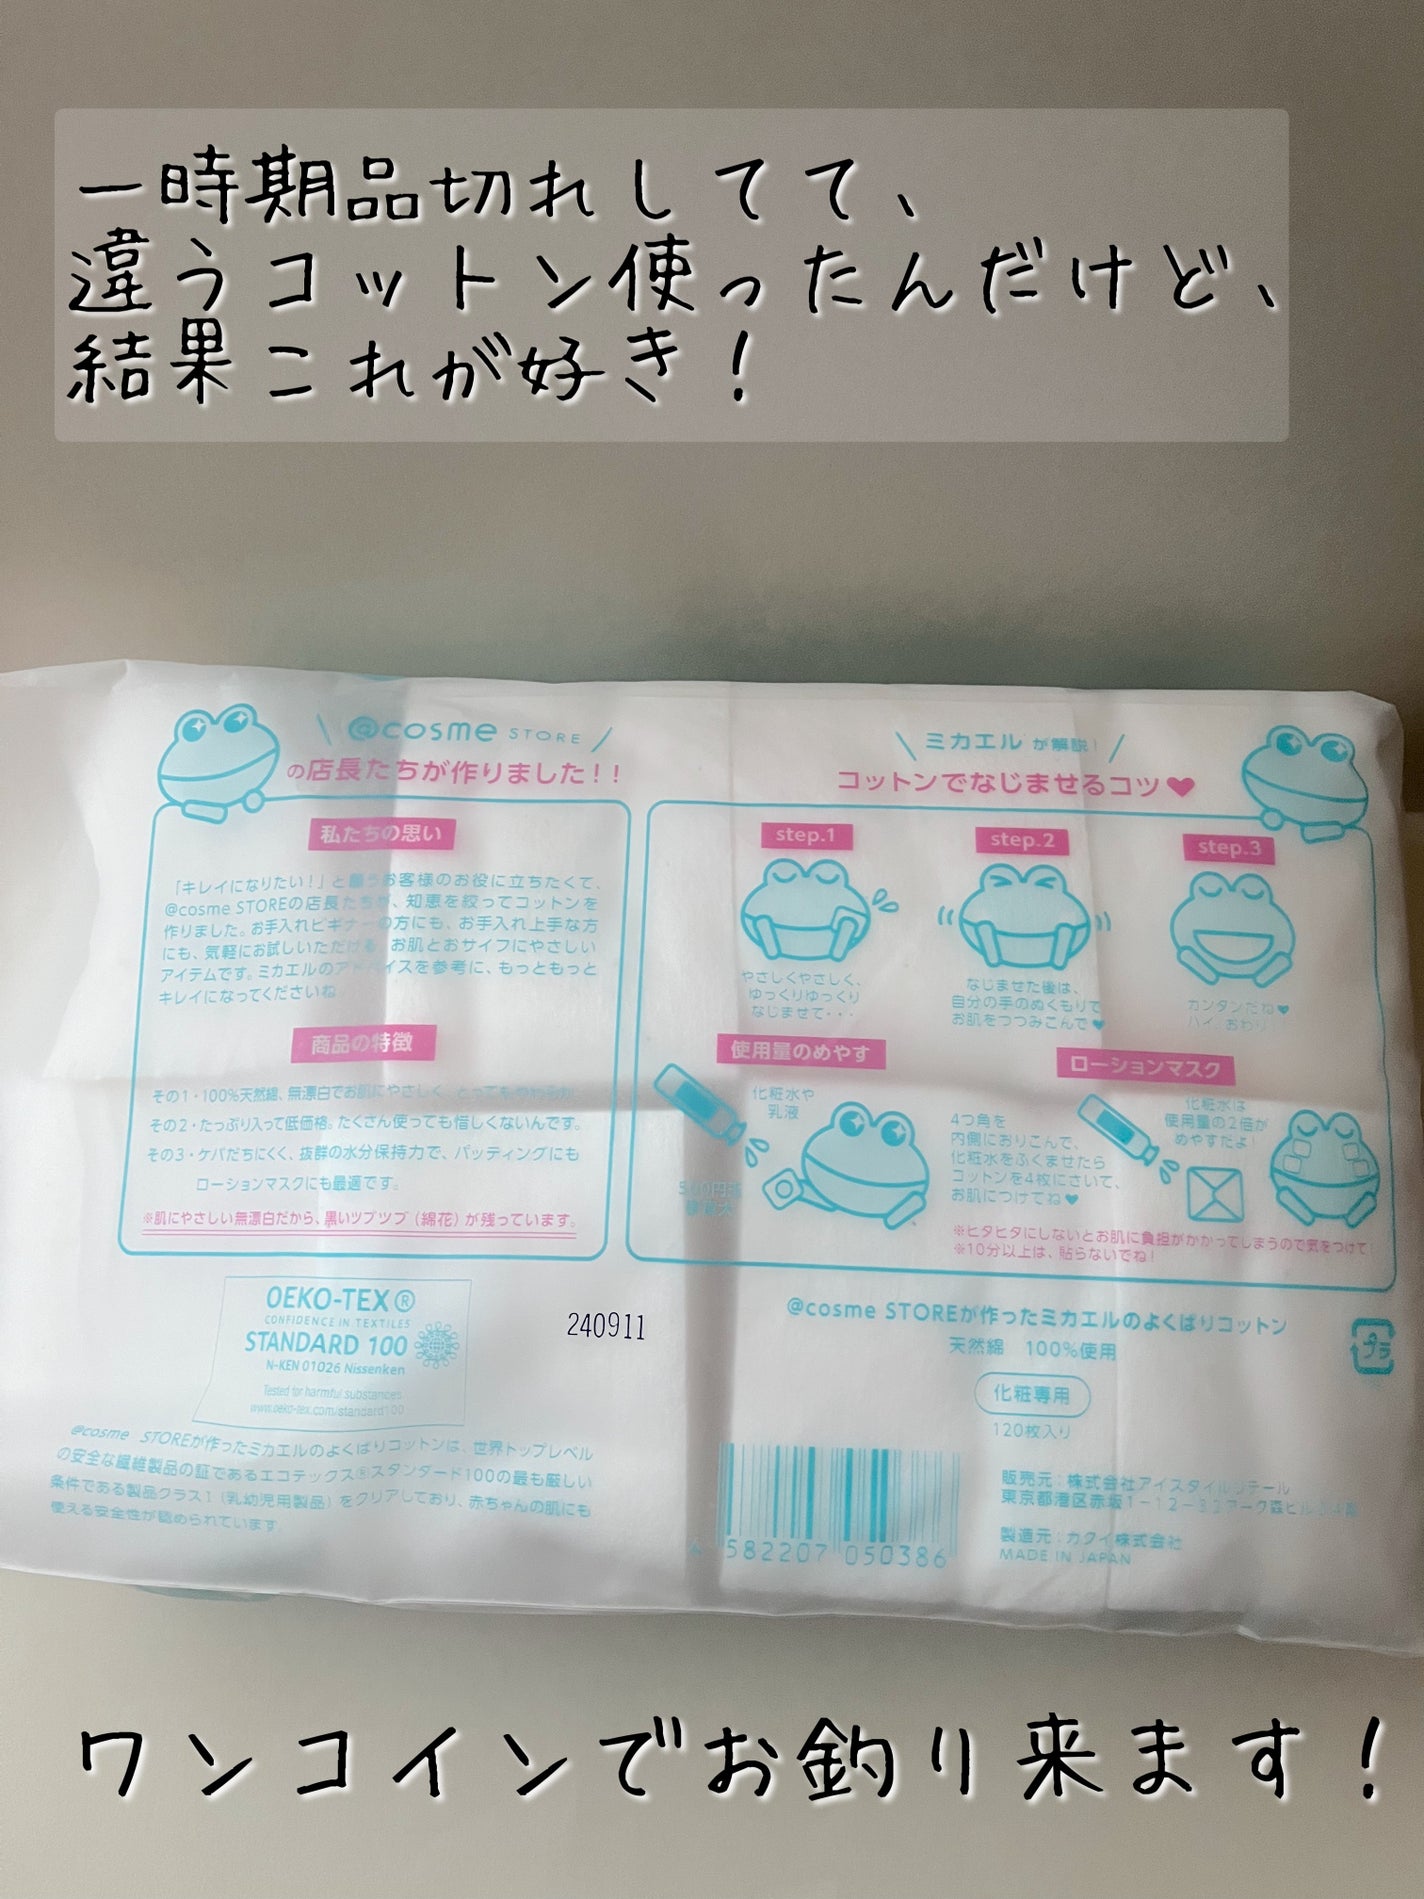 一時期品切れしてて、
違うコットン使ったんだけど、
結果これが好き！
@cosme STORE
の店長たちが作りました！！
私たちの思い
「キレイになりたい！」と願うお客様のお役に立ちたくて、
@cosme STOREの店長たちが、知恵を絞ってコットンを
作りました。お手入れビギナーの方にも、お手入れ上手な方
にも、気軽にお試しいただける、お肌とおサイフにやさしい
アイテムです。ミカエルのアドバイスを参考に、もっともっと
キレイになってくださいね
商品の特徴
その1・100%天然綿、無漂白でお肌にやさしく、とってもやわらか
その2・たっぷり入って低価格。たくさん使っても惜しくないんです。
その3・ケバだちにくく、抜群の水分保持力で、パッティングにも
ローションマスクにも最適です。
※肌にやさしい無漂白だから、黒いツブツブ（綿花）が残っています。
ミカエルが解説！
コットンでなじませるコツ♥
step.1
やさしくやさしく、
ゆっくりゆっくり
なじませて・・・
step.2
なじませた後は、
自分の手のぬくもりで
お肌をつつみこんで♥
step.3
カンタンだね♥
ハイ、おわり
使用量のめやす
化粧水や
乳液
500円玉
ローションマスク
4つ角を
内側におりこんで、
化粧水をふくませたら
コットンを4枚にさいて、
お肌につけてね♥
化粧水は
使用量の2倍が
めやすだよ！
※ヒタヒタにしないとお肌に負担がかかってしまうので気をつけて
※10分以上は、貼らないでね！
OEKO-TEX®
CONFIDENCE IN TEXTILES
STANDARD 100
N-KEN 01026 Nissenken
Tested for harmful substances.
www.oeko-tex.com/standard100
240911
@cosme STOREが作ったミカエルのよくばりコットンは、世界トップレベル
の安全な繊維製品の証であるエコテックス®スタンダード100の最も厳しい
条件である製品クラスⅠ（乳幼児用製品）をクリアしており、赤ちゃんの肌にも
使える安全性が認められています。
@cosme STOREが作ったミカエルのよくばりコットン
天然綿 100%使用
化粧専用
120枚入り
プラ
4 582207 050386
販売元：株式会社アイスタイルリテール
東京都港区赤坂1-12-32アーク森ビル34階
製造元：カクイ株式会社
MADE IN JAPAN
ワンコインでお釣り来ます！